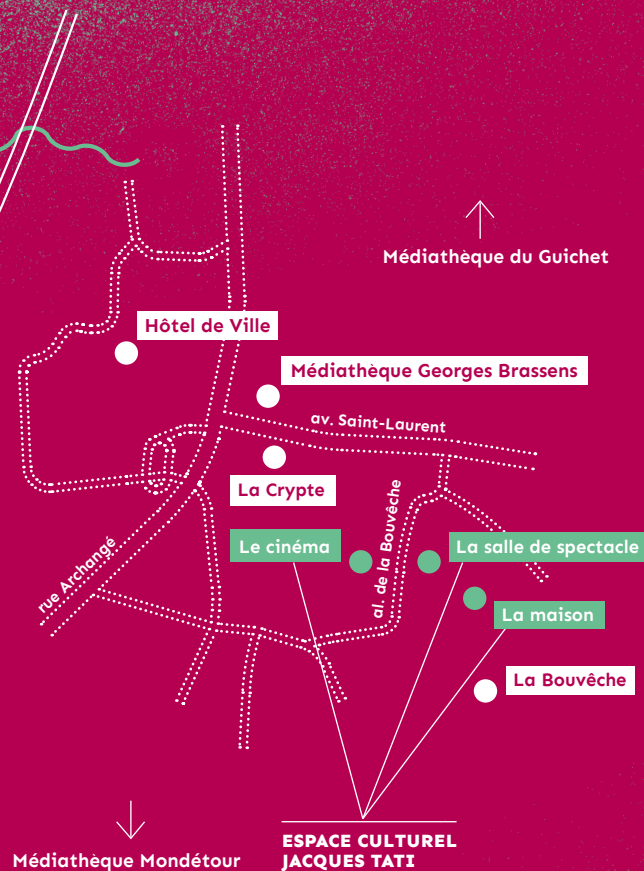 Médiathèque du Guichet
Hôtel de Ville
Médiathèque Georges Brassens
av. Saint-Laurent
La Crypte
al. de la Bouvêche
Le cinéma
La salle de spectacle
rue Archangé
La maison
La Bouvêche
ESPACE CULTUREL
JACQUES TATI
Médiathèque Mondétour